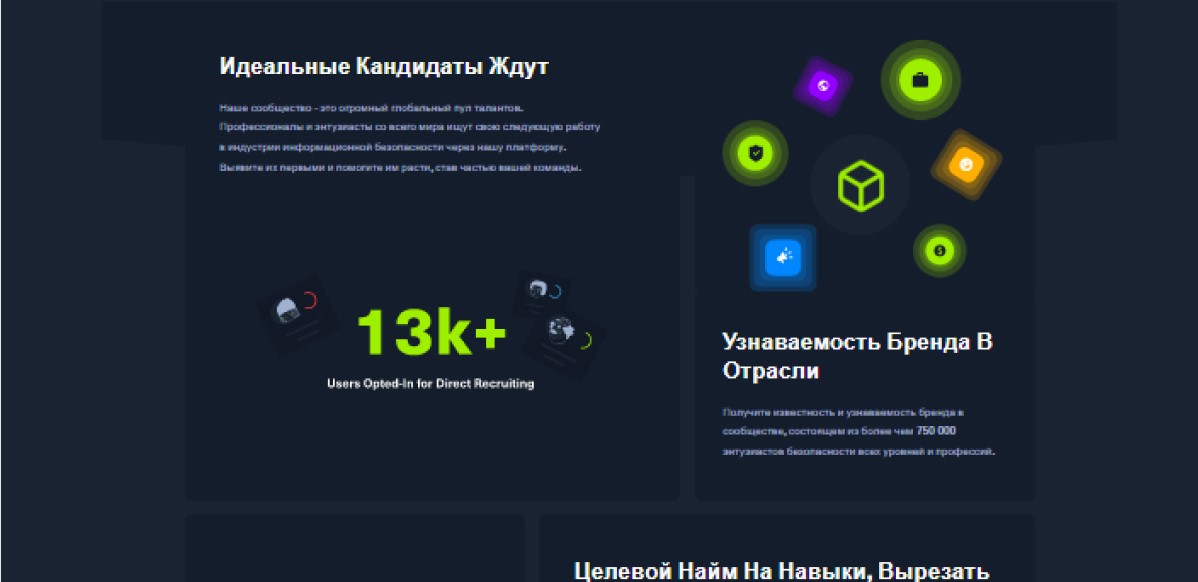 Идеальные Кандидаты Ждут
Наше сообщество - это огромный глобальный пул талантов.
Профессионалы и энтузиасты со всего мира ищут свою следующую работу
в индустрии информационной безопасности через нашу платформу.
Выявите их первыми и помогите им расти, став частью вашей команды.
13k+
Users Opted-In for Direct Recruiting
Узнаваемость Бренда В
Отрасли
Получите известность и узнаваемость бренда в
сообществе, состоящем из более чем 750 000
энтузиастов безопасности всех уровней и профессий.
Целевой Найм На Навыки, Вырезать